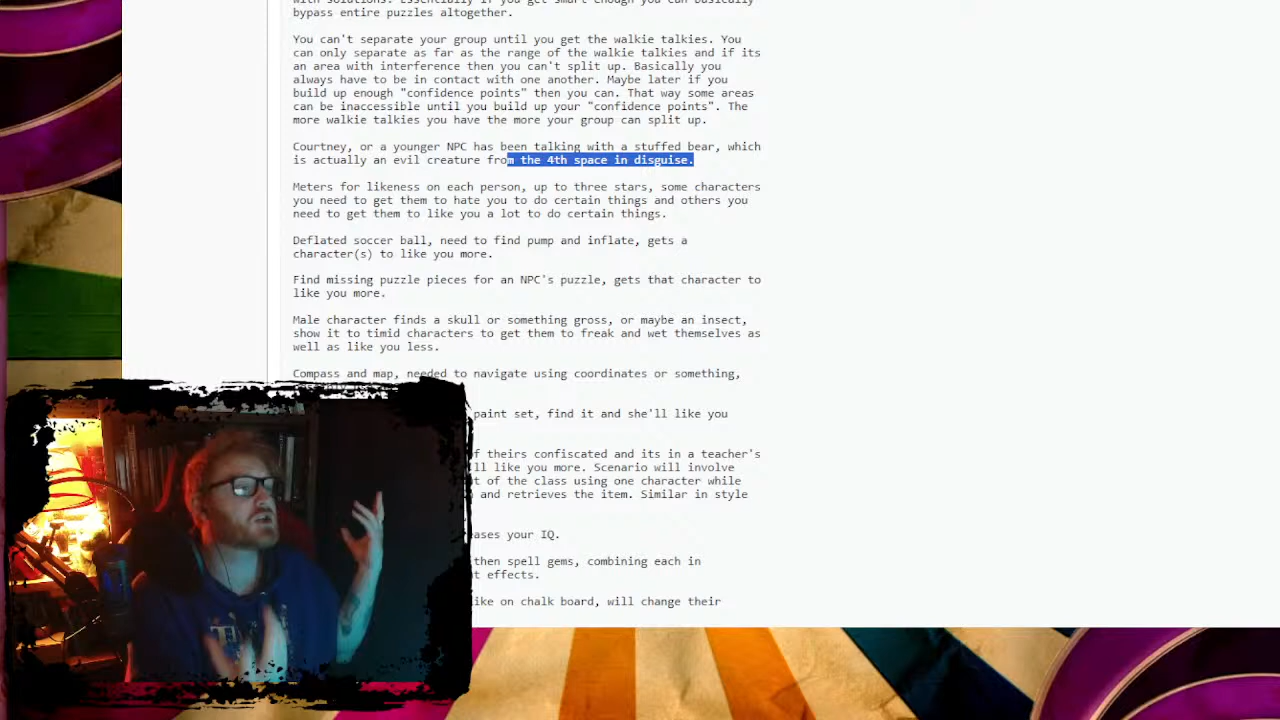 with solutions. Essentially if you get smart enough you can basically
bypass entire puzzles altogether.
You can't separate your group until you get the walkie talkies. You
can only separate as far as the range of the walkie talkies and if its
an area with interference then you can't split up. Basically you
always have to be in contact with one another. Maybe later if you
build up enough "confidence points" then you can. That way some areas
can be inaccessible until you build up your "confidence points". The
more walkie talkies you have the more your group can split up.
Courtney, or a younger NPC has been talking with a stuffed bear, which
is actually an evil creature from the 4th space in disguise.
Meters for likeness on each person, up to three stars, some characters
you need to get them to hate you to do certain things and others you
need to get them to like you a lot to do certain things.
Deflated soccer ball, need to find pump and inflate, gets a
character(s) to like you more.
Find missing puzzle pieces for an NPC's puzzle, gets that character to
like you more.
Male character finds a skull or something gross, or maybe an insect,
show it to timid characters to get them to freak and wet themselves as
well as like you less.
Compass and map, needed to navigate using coordinates or something,
paint set, find it and she'll like you
theirs confiscated and its in a teacher's
like you more. Scenario will involve
of the class using one character while
and retrieves the item. Similar in style
your IQ.
then spell gems, combining each in
effects.
on chalk board, will change their